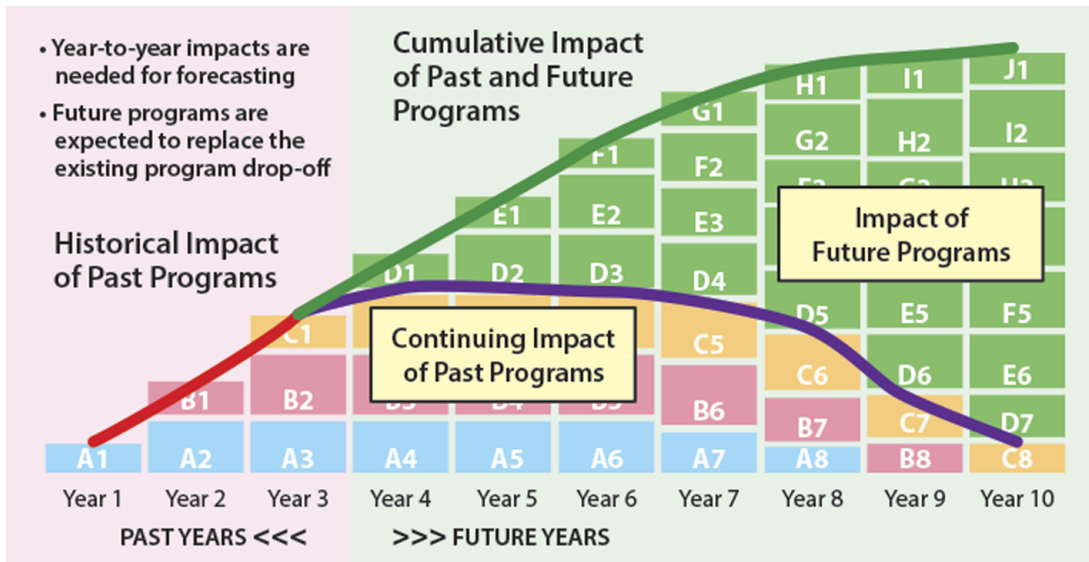 • Year-to-year impacts are
needed for forecasting
• Future programs are
expected to replace the
existing program drop-off
Cumulative Impact
of Past and Future
Programs
Historical Impact
of Past Programs
Continuing Impact
of Past Programs
Impact of
Future Programs
A1
B1
A2
C1
B2
A3
D1
A4
E1
D2
A5
F1
E2
D3
A6
G1
F2
E3
D4
C5
B6
A7
H1
G2
D5
C6
B7
A8
I1
H2
E5
D6
C7
B8
J1
I2
F5
E6
D7
C8
Year 1 Year 2 Year 3 Year 4 Year 5 Year 6 Year 7 Year 8 Year 9 Year 10
PAST YEARS <<< >>> FUTURE YEARS